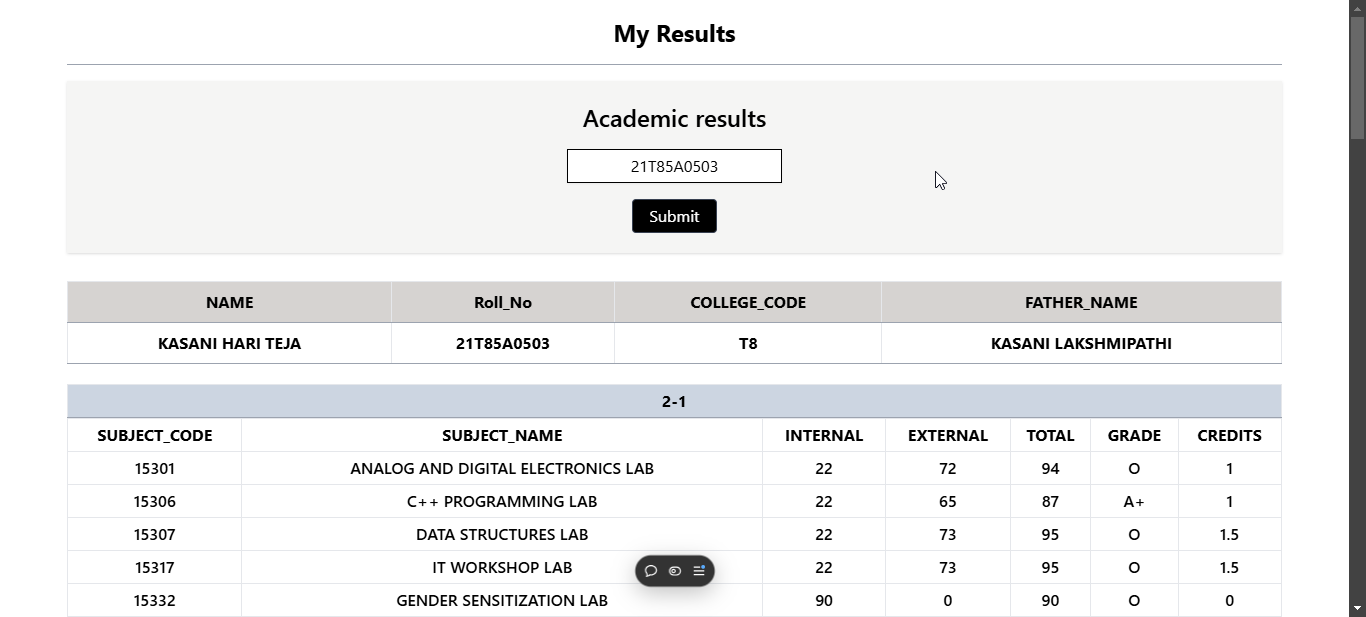 My Results
Academic results
21T85A0503
Submit
NAME Roll_No COLLEGE_CODE FATHER_NAME
KASANI HARI TEJA 21T85A0503 T8 KASANI LAKSHMIPATHI
2-1
SUBJECT_CODE SUBJECT_NAME INTERNAL EXTERNAL TOTAL GRADE CREDITS
15301 ANALOG AND DIGITAL ELECTRONICS LAB 22 72 94 O 1
15306 C++ PROGRAMMING LAB 22 65 87 A+ 1
15307 DATA STRUCTURES LAB 22 73 95 O 1.5
15317 IT WORKSHOP LAB 22 73 95 O 1.5
15332 GENDER SENSITIZATION LAB 90 0 90 O 0